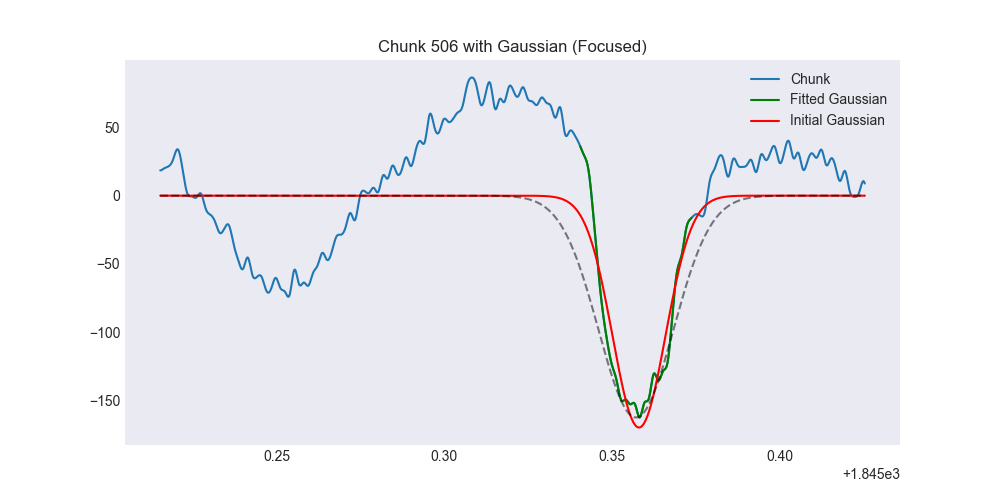 Chunk 506 with Gaussian (Focused)
Chunk
Fitted Gaussian
Initial Gaussian
50
0
−50
−100
−150
0.25 0.30 0.35 0.40
+1.845e3